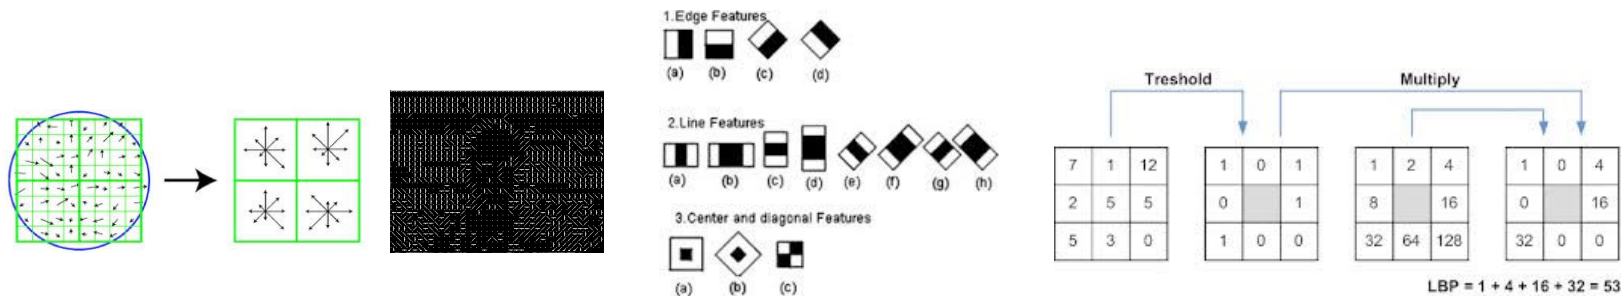 1.Edge Features
(a) (b) (c) (d)
2.Line Features
(a) (b) (c) (d) (e) (f) (g) (h)
3.Center and diagonal Features
(a) (b) (c)
Treshold Multiply
7 1 12 1 0 1 1 2 4 1 0 4
2 5 5 0 1 8 16 0 16
5 3 0 1 0 0 32 64 128 32 0 0
LBP = 1 + 4 + 16 + 32 = 53